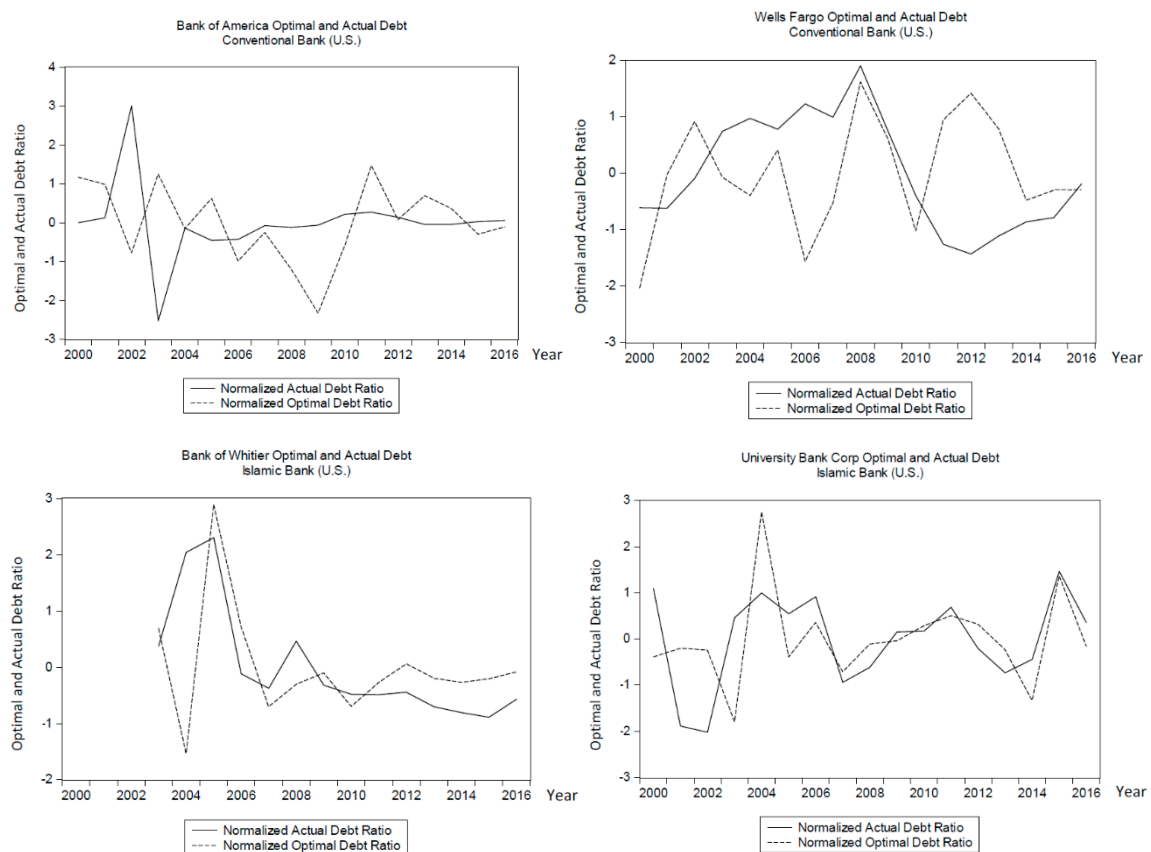 Bank of America Optimal and Actual Debt
Conventional Bank (U.S.)
Optimal and Actual Debt Ratio
4
3
2
1
0
-1
-2
-3
2000 2002 2004 2006 2008 2010 2012 2014 2016 Year
Normalized Actual Debt Ratio
Normalized Optimal Debt Ratio
Wells Fargo Optimal and Actual Debt
Conventional Bank (U.S.)
Optimal and Actual Debt Ratio
2
1
0
-1
-2
-3
2000 2002 2004 2006 2008 2010 2012 2014 2016 Year
Normalized Actual Debt Ratio
Normalized Optimal Debt Ratio
Bank of Whitier Optimal and Actual Debt
Islamic Bank (U.S.)
Optimal and Actual Debt Ratio
3
2
1
0
-1
-2
2000 2002 2004 2006 2008 2010 2012 2014 2016 Year
Normalized Actual Debt Ratio
Normalized Optimal Debt Ratio
University Bank Corp Optimal and Actual Debt
Islamic Bank (U.S.)
Optimal and Actual Debt Ratio
3
2
1
0
-1
-2
-3
2000 2002 2004 2006 2008 2010 2012 2014 2016 Year
Normalized Actual Debt Ratio
Normalized Optimal Debt Ratio